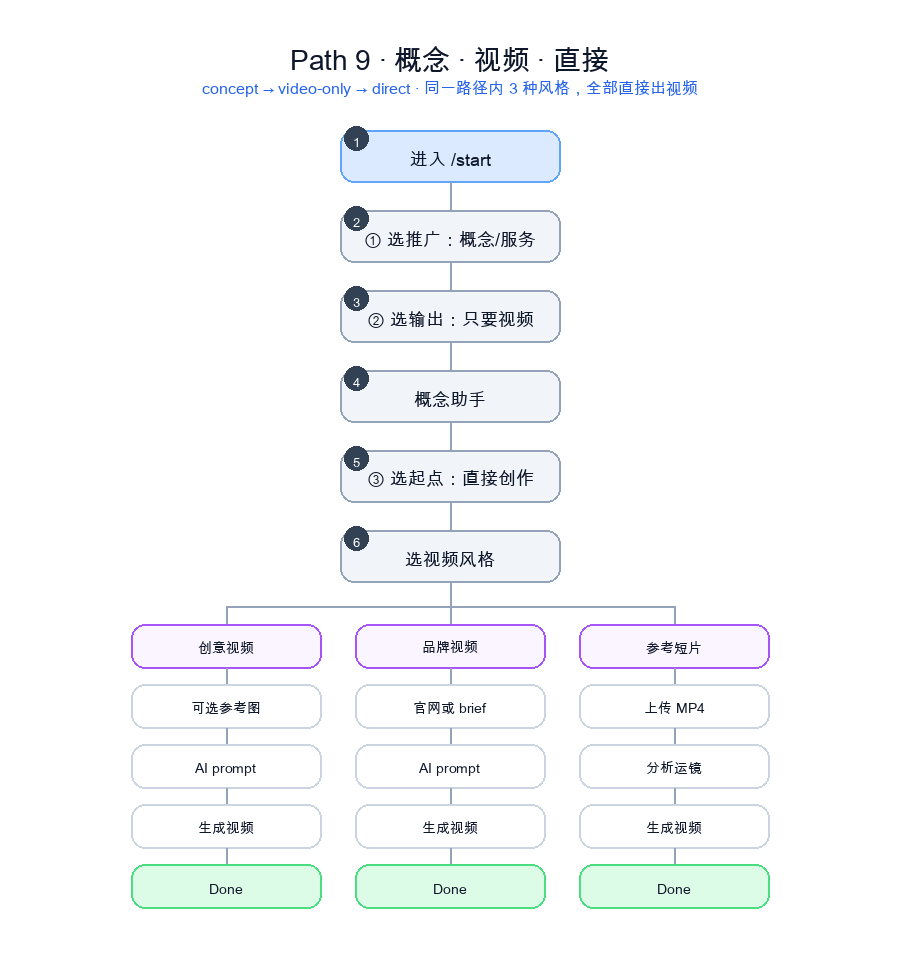 Path 9 · 概念 · 视频 · 直接
concept → video-only → direct · 同一路径内 3 种风格，全部直接出视频
1
进入 /start
2
① 选推广：概念/服务
3
② 选输出：只要视频
4
概念助手
5
③ 选起点：直接创作
6
选视频风格
创意视频
品牌视频
参考短片
可选参考图
官网或 brief
上传 MP4
AI prompt
AI prompt
分析运镜
生成视频
生成视频
生成视频
Done
Done
Done